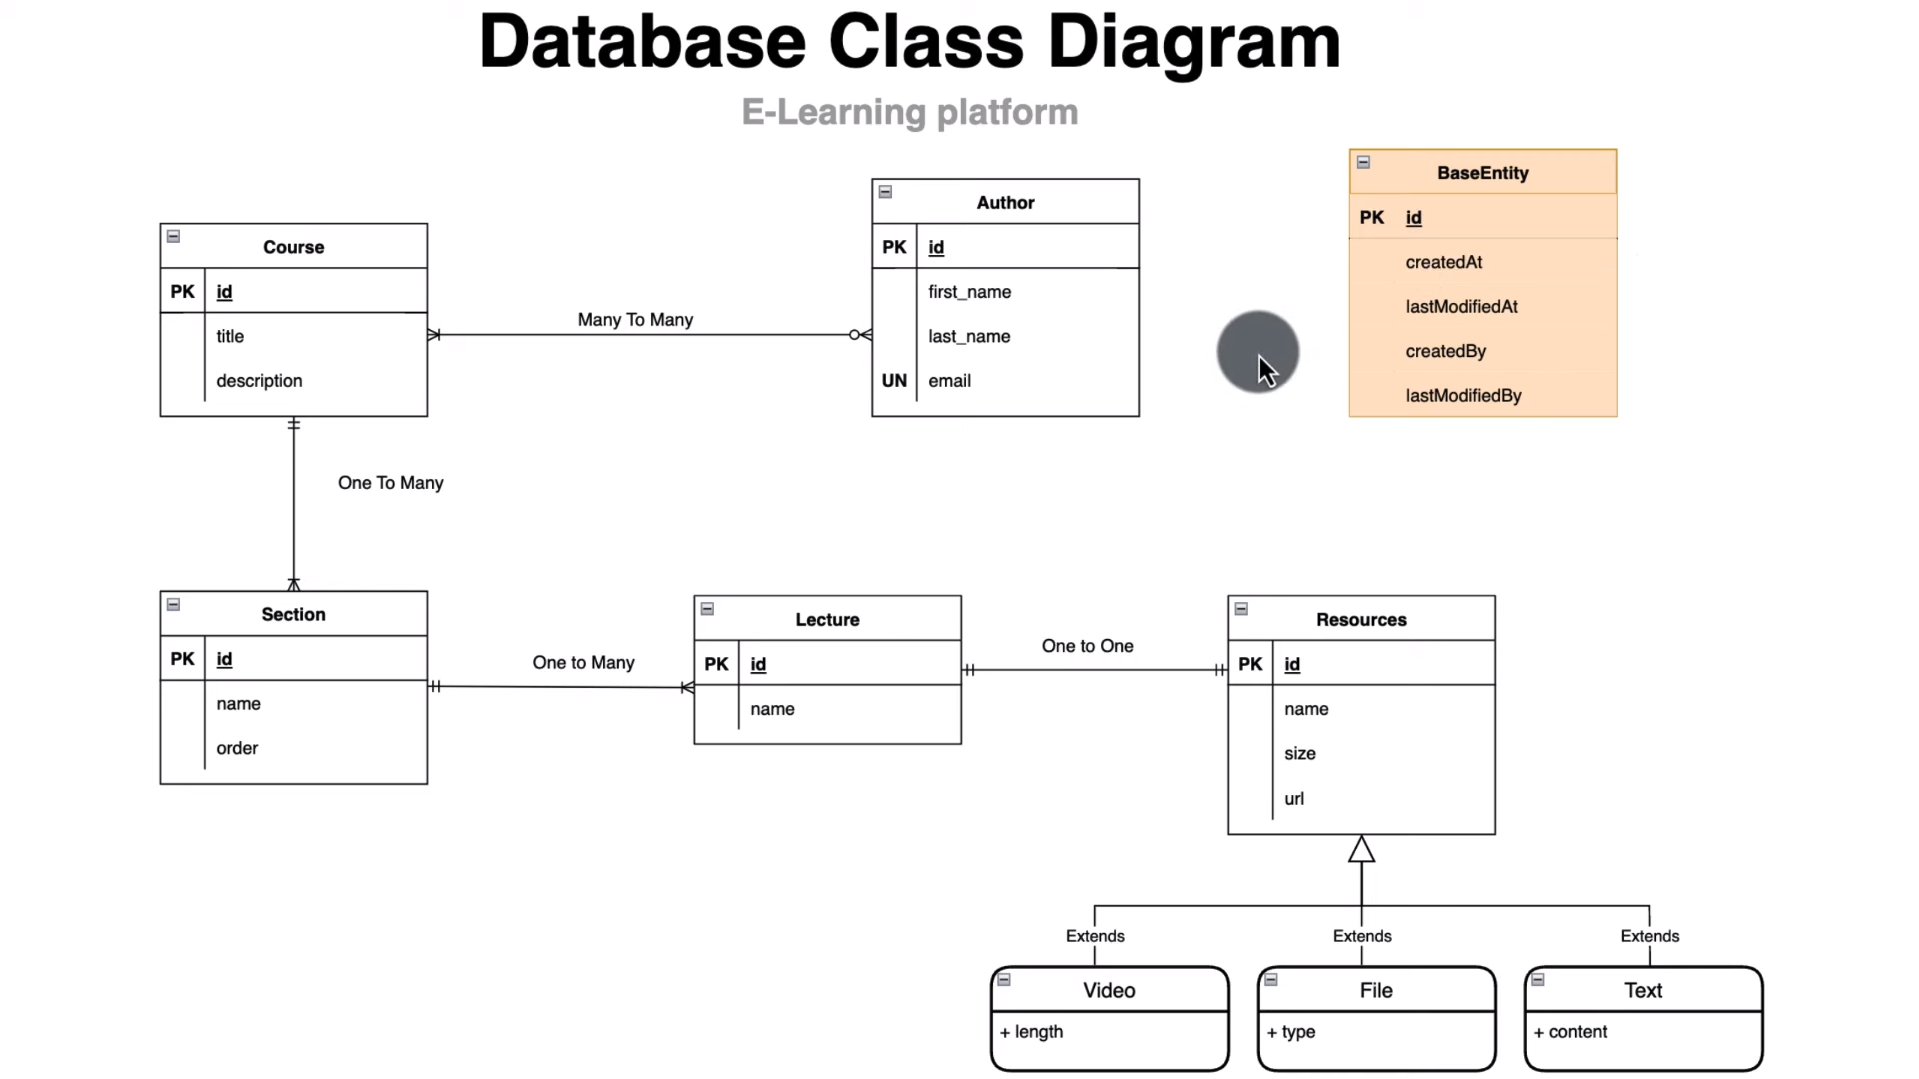 Database Class Diagram
E-Learning platform
BaseEntity
PK id
createdAt
lastModifiedAt
createdBy
lastModifiedBy
Author
PK id
first_name
last_name
UN email
Course
PK id
title
description
Many To Many
One To Many
Section
PK id
name
order
One to Many
Lecture
PK id
name
One to One
Resources
PK id
name
size
url
Extends
Extends
Extends
Video
+ length
File
+ type
Text
+ content